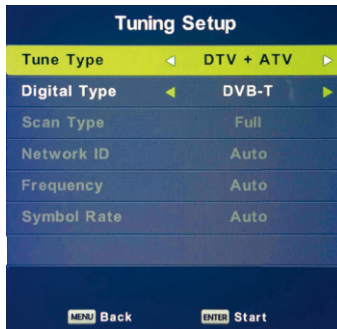 Tuning Setup
Tune Type DTV + ATV
Digital Type DVB-T
Scan Type Full
Network ID Auto
Frequency Auto
Symbol Rate Auto
MENU Back ENTER Start